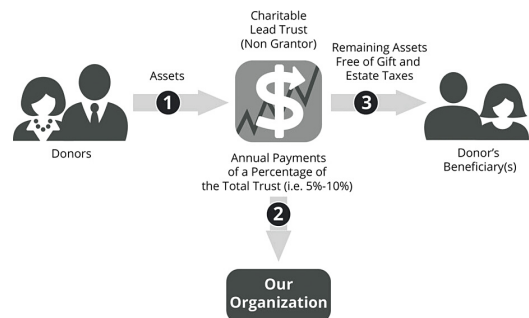 Charitable
Lead Trust
(Non Grantor)
Assets
1
Remaining Assets
Free of Gift and
Estate Taxes
3
Donors
Donor's
Beneficiary(s)
Annual Payments
of a Percentage of
the Total Trust (i.e. 5%-10%)
2
Our
Organization